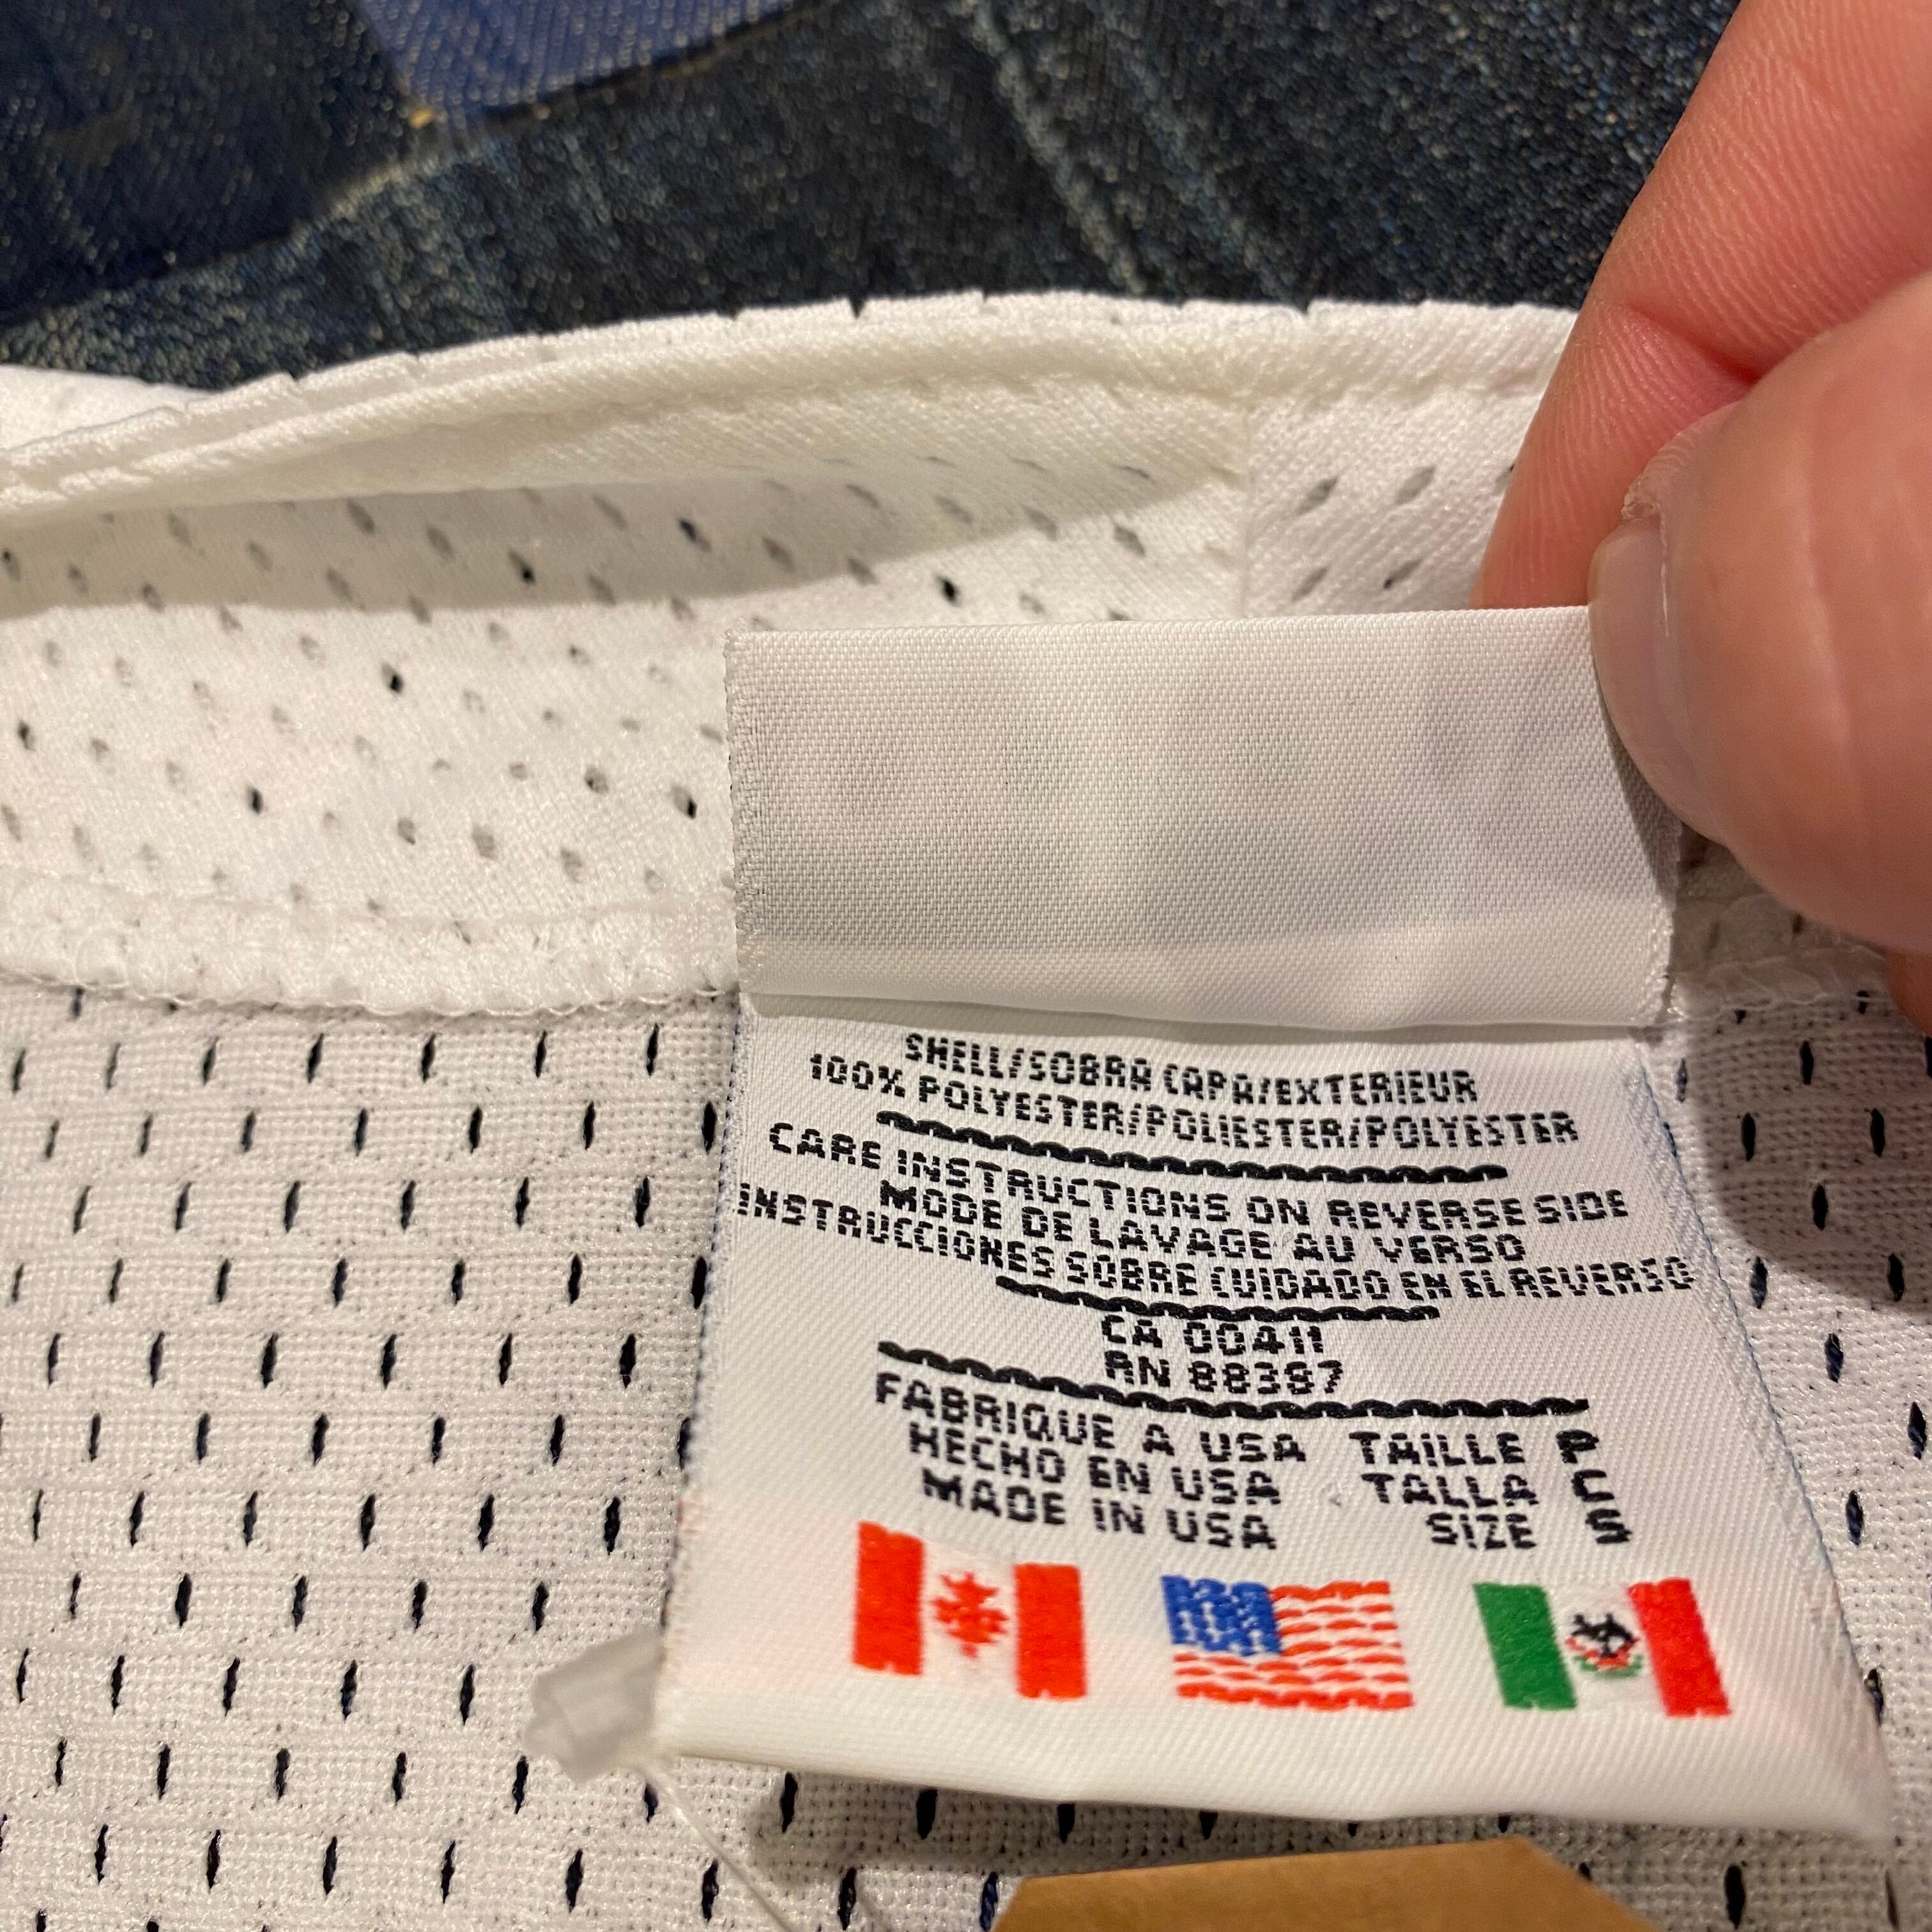 SHELL/SOBRA CAPA/EXTERIEUR
100% POLYESTER/POLIESTER/POLYESTER
CARE INSTRUCTIONS ON REVERSE SIDE
MODE DE LAVAGE AU VERSO
INSTRUCCIONES SOBRE CUIDADO EN EL REVERSO
CA 00411
RN 88387
FABRIQUE A USA TAILLE P
HECHO EN USA TALLA C
MADE IN USA SIZE S